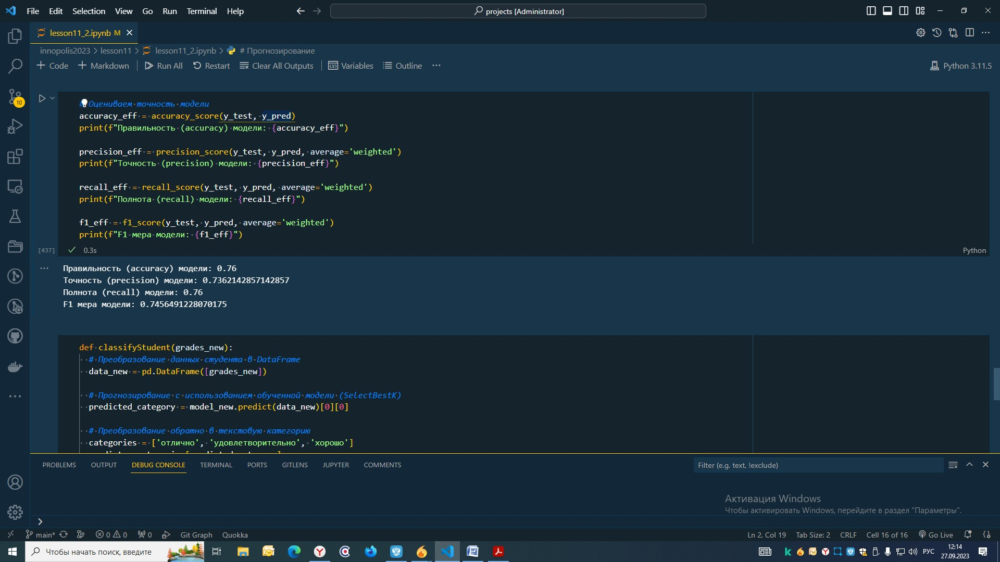 File Edit Selection View Go Run Terminal Help
projects [Administrator]
lesson11_2.ipynb M
innopolis2023 > lesson11 > lesson11_2.ipynb > # Прогнозирование
Code Markdown Run All Restart Clear All Outputs Variables Outline ...
Python 3.11.5
10
# Оцениваем точность модели
accuracy_eff = accuracy_score(y_test, y_pred)
print(f"Правильность (accuracy) модели: {accuracy_eff}")
precision_eff = precision_score(y_test, y_pred, average='weighted')
print(f"Точность (precision) модели: {precision_eff}")
recall_eff = recall_score(y_test, y_pred, average='weighted')
print(f"Полнота (recall) модели: {recall_eff}")
f1_eff = f1_score(y_test, y_pred, average='weighted')
print(f"F1 мера модели: {f1_eff}")
[437] 0.3s
Python
Правильность (accuracy) модели: 0.76
Точность (precision) модели: 0.7362142857142857
Полнота (recall) модели: 0.76
F1 мера модели: 0.7456491228070175
def classifyStudent(grades_new):
# Преобразование данных студента в DataFrame
data_new = pd.DataFrame([grades_new])
# Прогнозирование с использованием обученной модели (SelectBestK)
predicted_category = model_new.predict(data_new)[0][0]
# Преобразование обратно в текстовую категорию
categories = ['отлично', 'удовлетворительно', 'хорошо']
PROBLEMS OUTPUT DEBUG CONSOLE TERMINAL PORTS GITLENS JUPYTER COMMENTS
Filter (e.g. text, !exclude)
Активация Windows
Чтобы активировать Windows, перейдите в раздел "Параметры".
main* 0 0 0 Git Graph Quokka
Ln 2, Col 19 Tab Size: 2 CRLF Cell 16 of 16 Go Live
Чтобы начать поиск, введите
РУС
12:14
27.09.2023